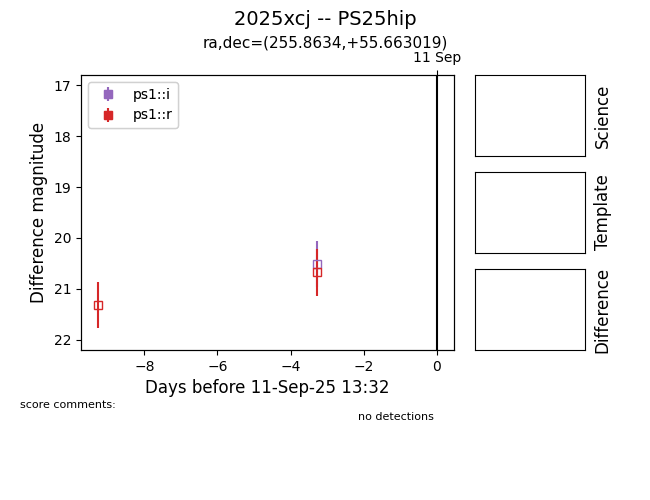 2025xcj -- PS25hip
ra,dec=(255.8634,+55.663019)
11 Sep
ps1::i
ps1::r
17
18
19
20
21
22
Difference magnitude
−8
−6
−4
−2
0
Days before 11-Sep-25 13:32
Science
Template
Difference
score comments:
no detections